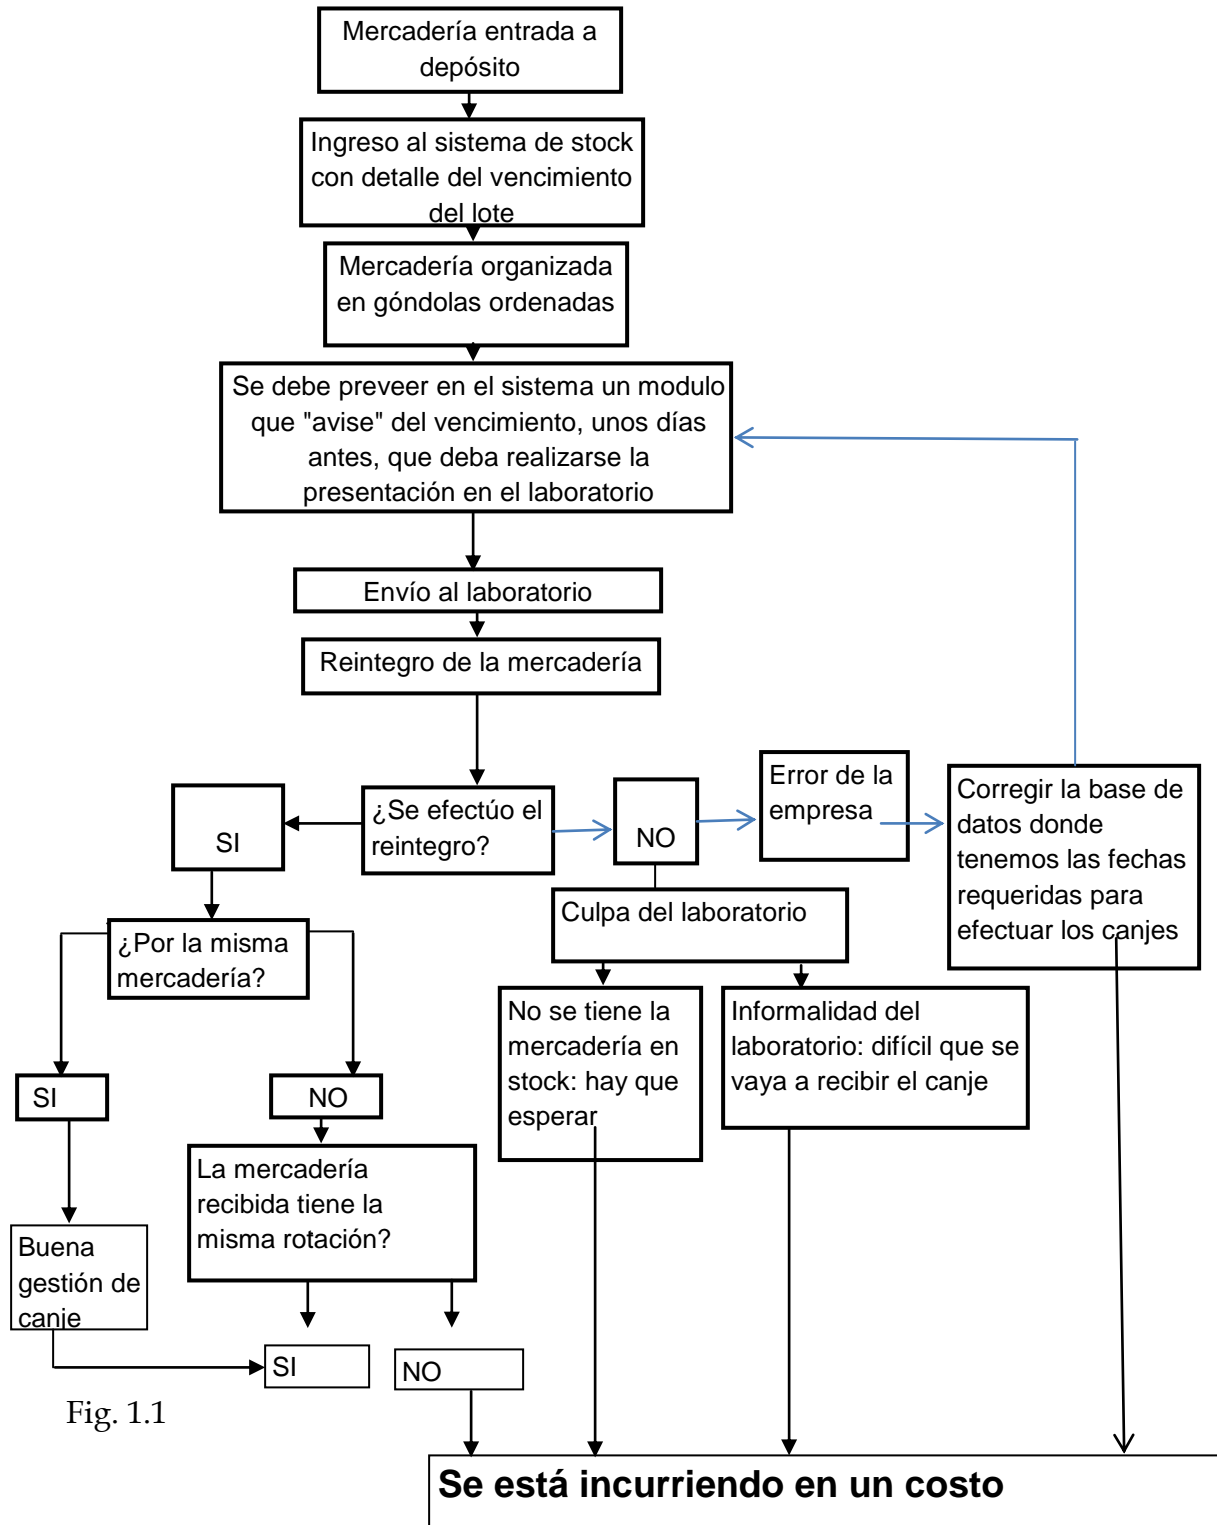 Mercadería entrada a
depósito
Ingreso al sistema de stock
con detalle del vencimiento
del lote
Mercadería organizada
en góndolas ordenadas
Se debe preveer en el sistema un modulo
que "avise" del vencimiento, unos días
antes, que deba realizarse la
presentación en el laboratorio
Envío al laboratorio
Reintegro de la mercadería
¿Se efectúo el
reintegro?
SI
NO
Error de la
empresa
Corregir la base de
datos donde
tenemos las fechas
requeridas para
efectuar los canjes
Culpa del laboratorio
¿Por la misma
mercadería?
No se tiene la
mercadería en
stock: hay que
esperar
Informalidad del
laboratorio: difícil que se
vaya a recibir el canje
SI
NO
La mercadería
recibida tiene la
misma rotación?
Buena
gestión de
canje
SI
NO
Fig. 1.1
Se está incurriendo en un costo